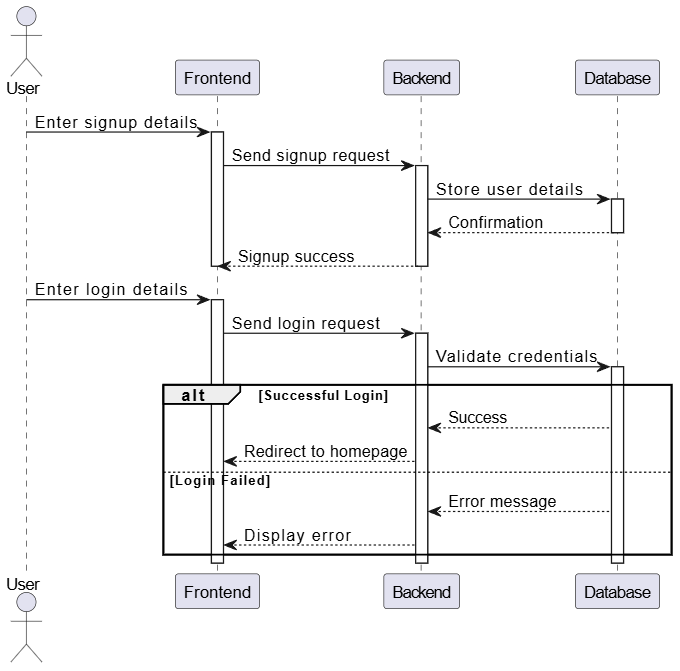 User
Frontend
Backend
Database
Enter signup details
Send signup request
Store user details
Confirmation
Signup success
Enter login details
Send login request
Validate credentials
alt
[Successful Login]
Success
Redirect to homepage
[Login Failed]
Error message
Display error
User
Frontend
Backend
Database